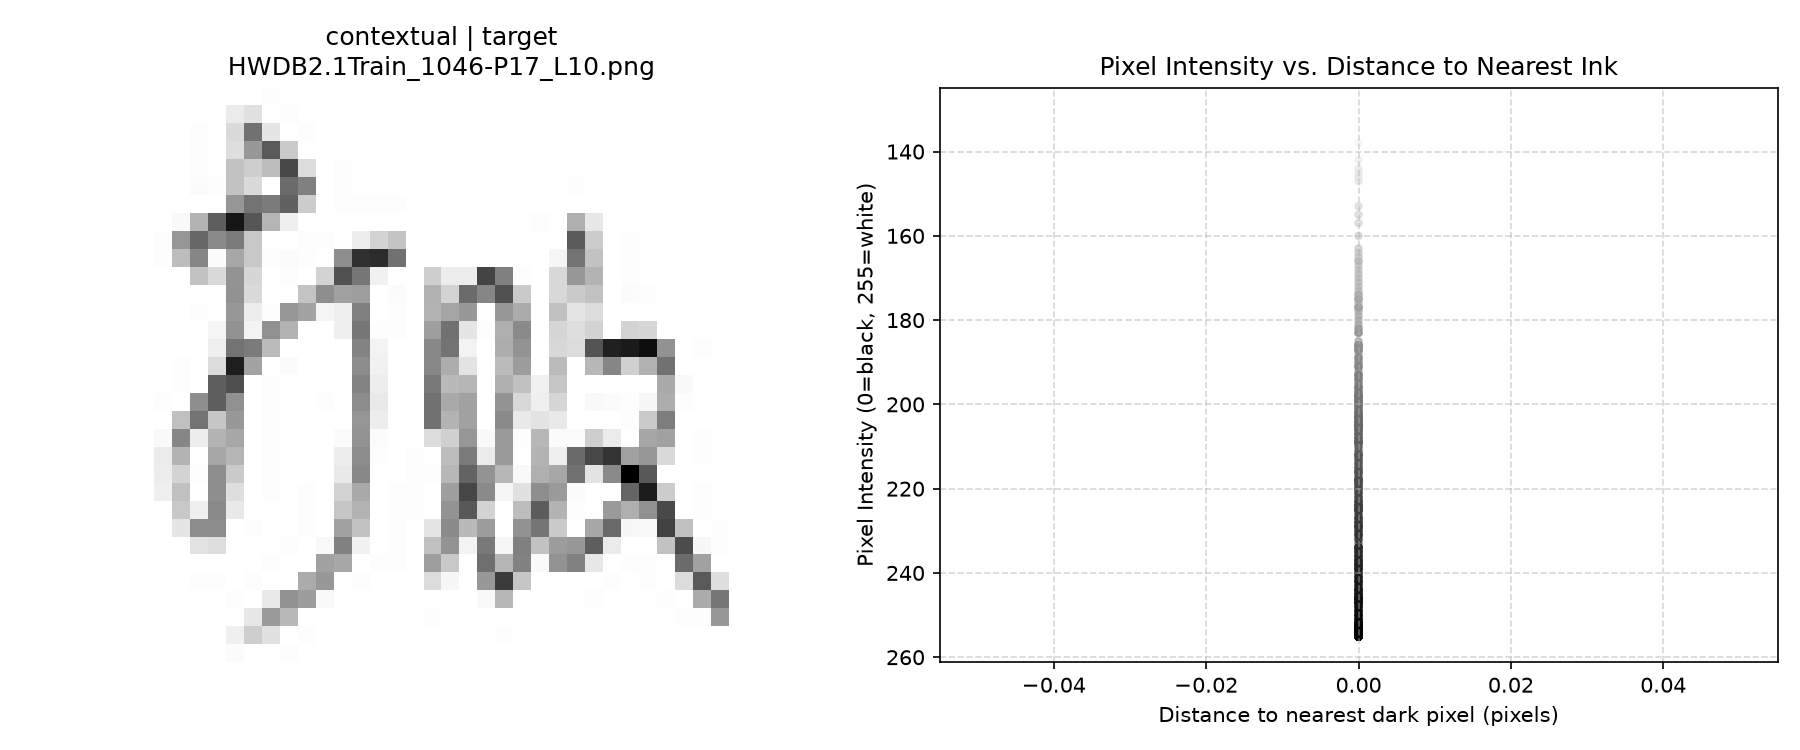 contextual | target
HWDB2.1Train_1046-P17_L10.png
Pixel Intensity vs. Distance to Nearest Ink
140
160
180
200
220
240
260
Pixel Intensity (0=black, 255=white)
−0.04 −0.02 0.00 0.02 0.04
Distance to nearest dark pixel (pixels)